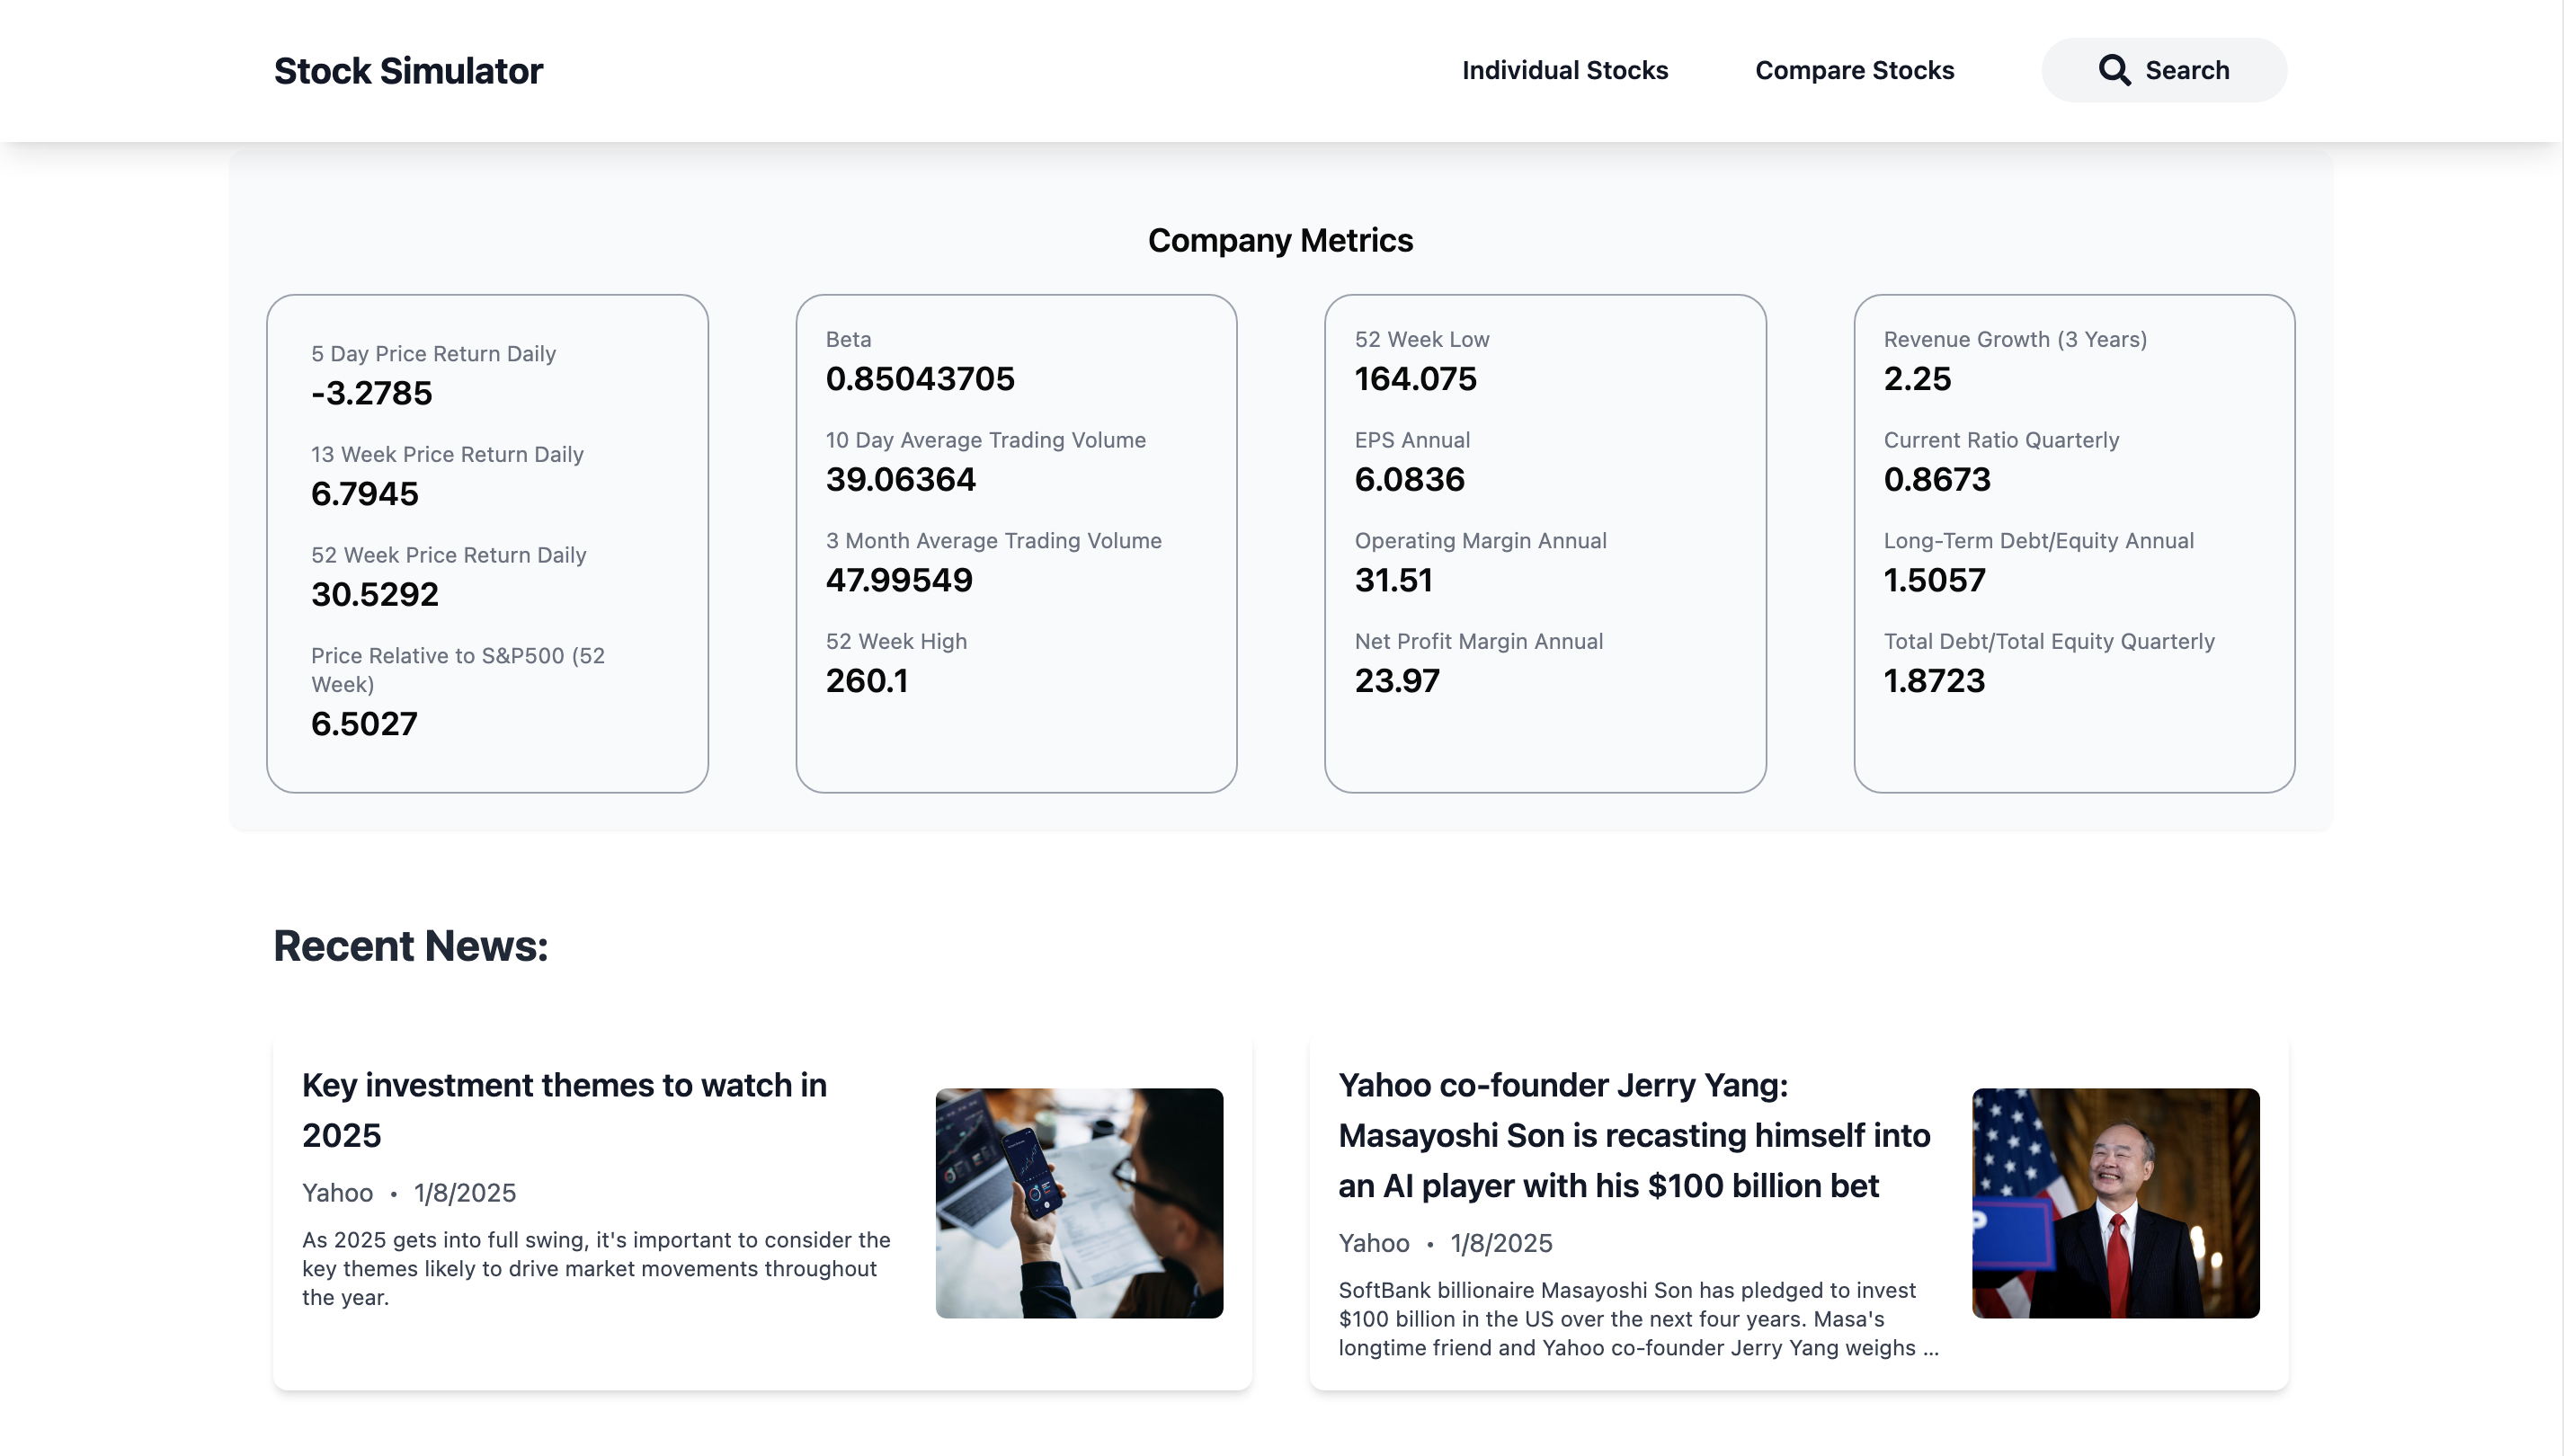 Stock Simulator
Individual Stocks
Compare Stocks
Search
Company Metrics
5 Day Price Return Daily
-3.2785
13 Week Price Return Daily
6.7945
52 Week Price Return Daily
30.5292
Price Relative to S&P500 (52
Week)
6.5027
Beta
0.85043705
10 Day Average Trading Volume
39.06364
3 Month Average Trading Volume
47.99549
52 Week High
260.1
52 Week Low
164.075
EPS Annual
6.0836
Operating Margin Annual
31.51
Net Profit Margin Annual
23.97
Revenue Growth (3 Years)
2.25
Current Ratio Quarterly
0.8673
Long-Term Debt/Equity Annual
1.5057
Total Debt/Total Equity Quarterly
1.8723
Recent News:
Key investment themes to watch in
2025
Yahoo • 1/8/2025
As 2025 gets into full swing, it's important to consider the
key themes likely to drive market movements throughout
the year.
Yahoo co-founder Jerry Yang:
Masayoshi Son is recasting himself into
an AI player with his $100 billion bet
Yahoo • 1/8/2025
SoftBank billionaire Masayoshi Son has pledged to invest
$100 billion in the US over the next four years. Masa's
longtime friend and Yahoo co-founder Jerry Yang weighs ...
P